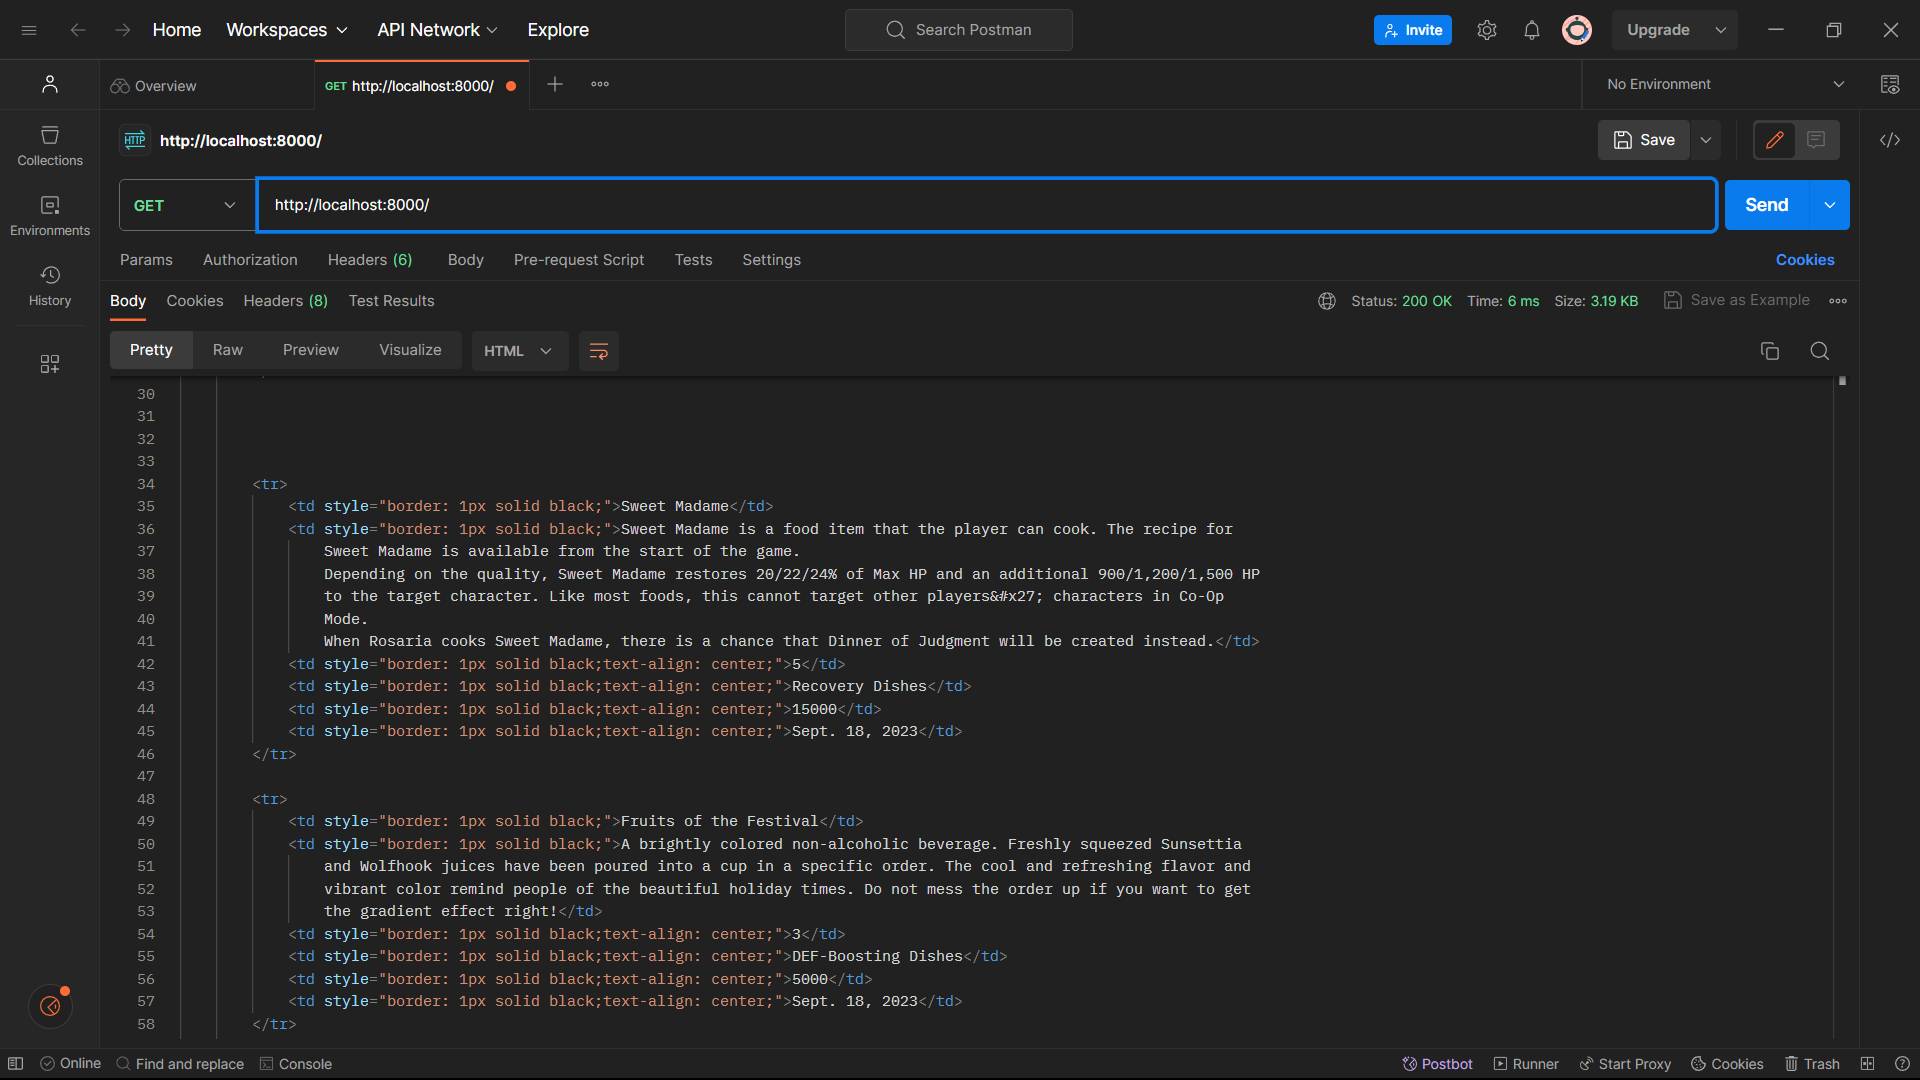 Home Workspaces API Network Explore Search Postman Invite Upgrade
Overview GET http://localhost:8000/ No Environment
HTTP http://localhost:8000/ Save
GET http://localhost:8000/ Send
Params Authorization Headers (6) Body Pre-request Script Tests Settings Cookies
Body Cookies Headers (8) Test Results Status: 200 OK Time: 6 ms Size: 3.19 KB Save as Example
Pretty Raw Preview Visualize HTML
Collections
Environments
History
30
31
32
33
34 <tr>
35 <td style="border: 1px solid black;">Sweet Madame</td>
36 <td style="border: 1px solid black;">Sweet Madame is a food item that the player can cook. The recipe for
37 Sweet Madame is available from the start of the game.
38 Depending on the quality, Sweet Madame restores 20/22/24% of Max HP and an additional 900/1,200/1,500 HP
39 to the target character. Like most foods, this cannot target other players&#x27; characters in Co-Op
40 Mode.
41 When Rosaria cooks Sweet Madame, there is a chance that Dinner of Judgment will be created instead.</td>
42 <td style="border: 1px solid black;text-align: center;">5</td>
43 <td style="border: 1px solid black;text-align: center;">Recovery Dishes</td>
44 <td style="border: 1px solid black;text-align: center;">15000</td>
45 <td style="border: 1px solid black;text-align: center;">Sept. 18, 2023</td>
46 </tr>
47
48 <tr>
49 <td style="border: 1px solid black;">Fruits of the Festival</td>
50 <td style="border: 1px solid black;">A brightly colored non-alcoholic beverage. Freshly squeezed Sunsettia
51 and Wolfhook juices have been poured into a cup in a specific order. The cool and refreshing flavor and
52 vibrant color remind people of the beautiful holiday times. Do not mess the order up if you want to get
53 the gradient effect right!</td>
54 <td style="border: 1px solid black;text-align: center;">3</td>
55 <td style="border: 1px solid black;text-align: center;">DEF-Boosting Dishes</td>
56 <td style="border: 1px solid black;text-align: center;">5000</td>
57 <td style="border: 1px solid black;text-align: center;">Sept. 18, 2023</td>
58 </tr>
Online Find and replace Console Postbot Runner Start Proxy Cookies Trash